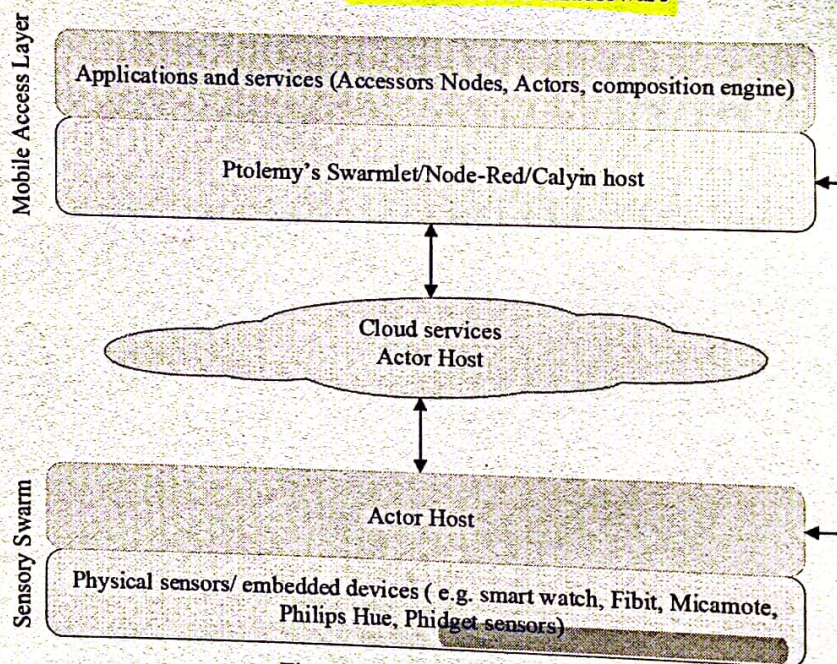 Mobile Access Layer
Applications and services (Accessors Nodes, Actors, composition engine)
Ptolemy's Swarmlet/Node-Red/Calyin host
Cloud services
Actor Host
Sensory Swarm
Actor Host
Physical sensors/ embedded devices ( e.g. smart watch, Fibit, Micamote,
Philips Hue, Phidget sensors)